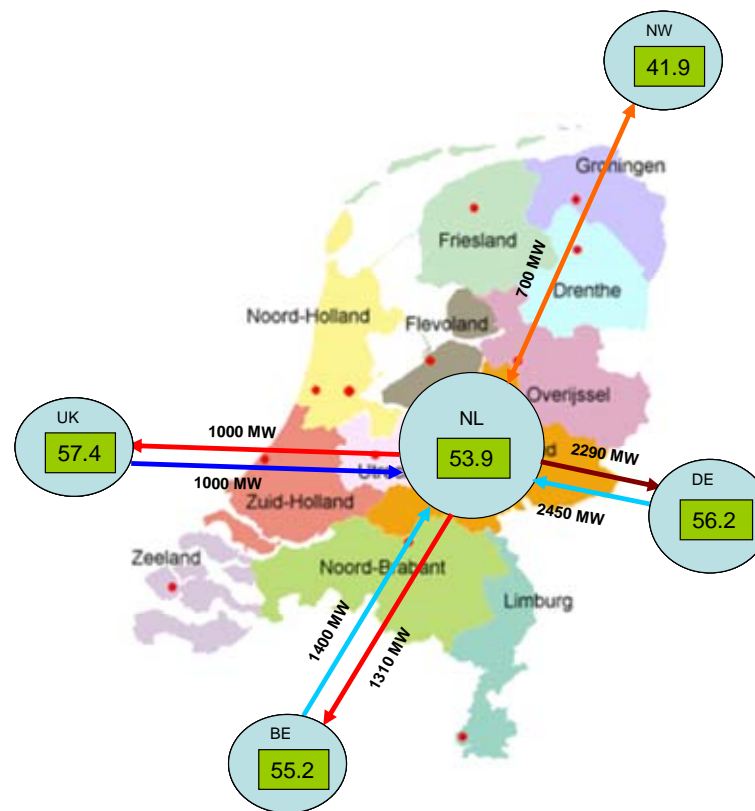 NW
41.9
Groningen
Friesland
700 MW
Drenthe
Noord-Holland
Flevoland
Overijssel
UK
57.4
1000 MW
1000 MW
NL
53.9
2290 MW
2450 MW
DE
56.2
Zuid-Holland
Zeeland
Noord-Brabant
Limburg
1400 MW
1310 MW
BE
55.2